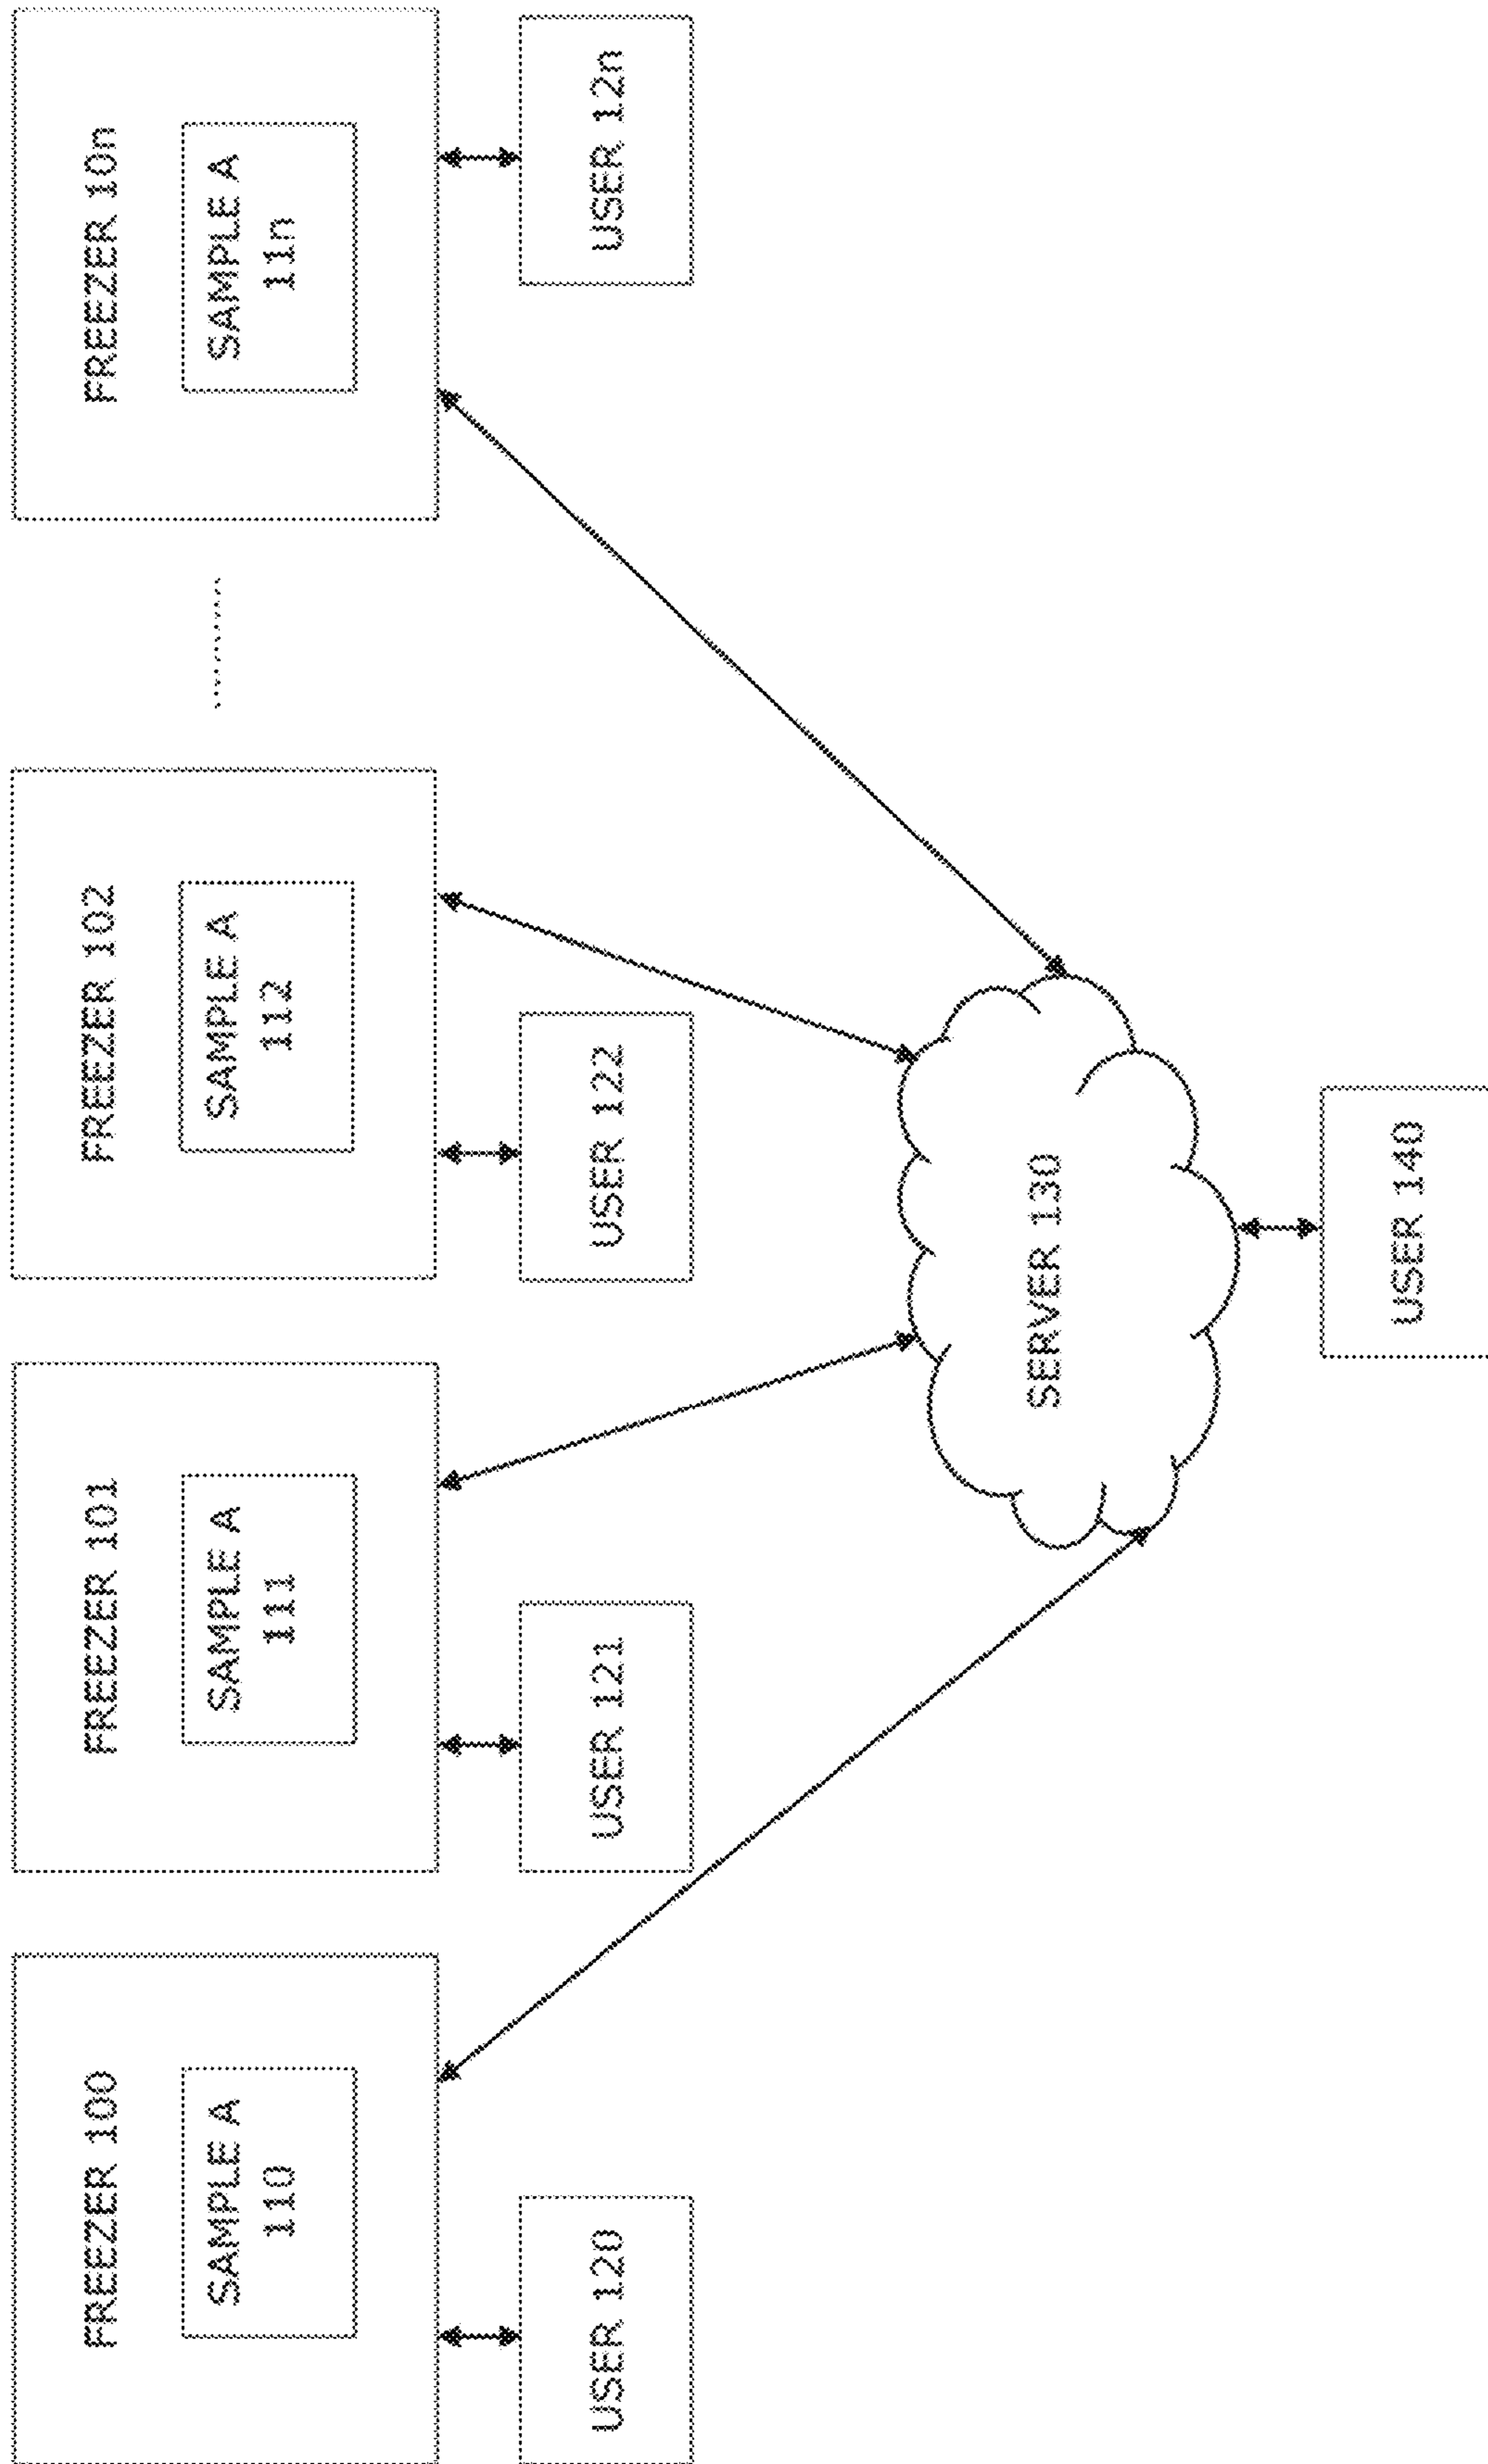 FREEZER 100
SAMPLE A
110
USER 120
FREEZER 101
SAMPLE A
111
USER 121
FREEZER 102
SAMPLE A
112
USER 122
........
FREEZER 10n
SAMPLE A
11n
USER 12n
SERVER 130
USER 140